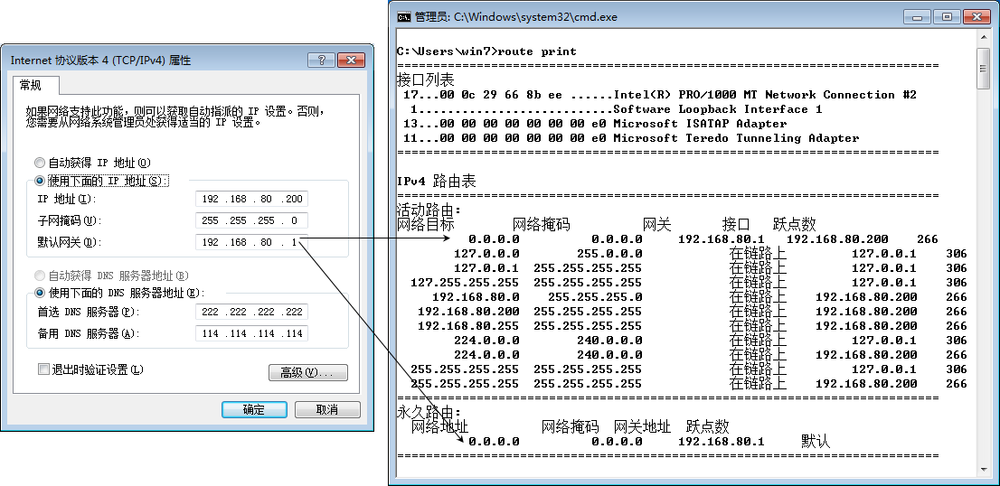 Internet 协议版本 4 (TCP/IPv4) 属性
常规
如果网络支持此功能，则可以获取自动指派的 IP 设置。否则，
您需要从网络系统管理员处获得适当的 IP 设置。
自动获得 IP 地址(O)
使用下面的 IP 地址(S):
IP 地址(I): 192 .168 . 80 .200
子网掩码(U): 255 .255 .255 . 0
默认网关(D): 192 .168 . 80 . 1
自动获得 DNS 服务器地址(B)
使用下面的 DNS 服务器地址(E):
首选 DNS 服务器(P): 222 .222 .222 .222
备用 DNS 服务器(A): 114 .114 .114 .114
退出时验证设置(L)
高级(V)...
确定 取消
管理员: C:\Windows\system32\cmd.exe
C:\Users\win7>route print
===========================================================================
接口列表
17...00 0c 29 66 8b ee ......Intel(R) PRO/1000 MT Network Connection #2
1...........................Software Loopback Interface 1
13...00 00 00 00 00 00 00 e0 Microsoft ISATAP Adapter
11...00 00 00 00 00 00 00 e0 Microsoft Teredo Tunneling Adapter
===========================================================================
IPv4 路由表
===========================================================================
活动路由:
网络目标 网络掩码 网关 接口 跃点数
0.0.0.0 0.0.0.0 192.168.80.1 192.168.80.200 266
127.0.0.0 255.0.0.0 在链路上 127.0.0.1 306
127.0.0.1 255.255.255.255 在链路上 127.0.0.1 306
127.255.255.255 255.255.255.255 在链路上 127.0.0.1 306
192.168.80.0 255.255.255.0 在链路上 192.168.80.200 266
192.168.80.200 255.255.255.255 在链路上 192.168.80.200 266
192.168.80.255 255.255.255.255 在链路上 192.168.80.200 266
224.0.0.0 240.0.0.0 在链路上 127.0.0.1 306
224.0.0.0 240.0.0.0 在链路上 192.168.80.200 266
255.255.255.255 255.255.255.255 在链路上 127.0.0.1 306
255.255.255.255 255.255.255.255 在链路上 192.168.80.200 266
===========================================================================
永久路由:
网络地址 网络掩码 网关地址 跃点数
0.0.0.0 0.0.0.0 192.168.80.1 默认
===========================================================================